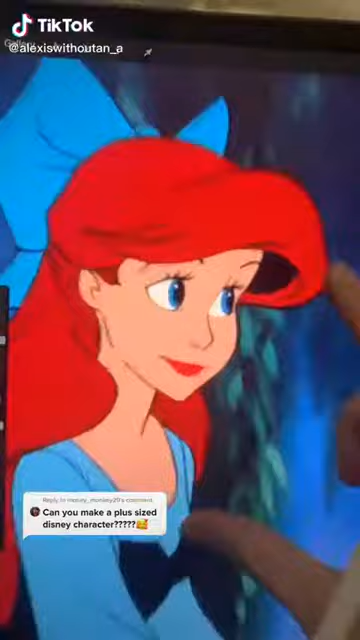 TikTok
@alexiswithoutan_a
Can you make a plus sized
disney character?????🥰